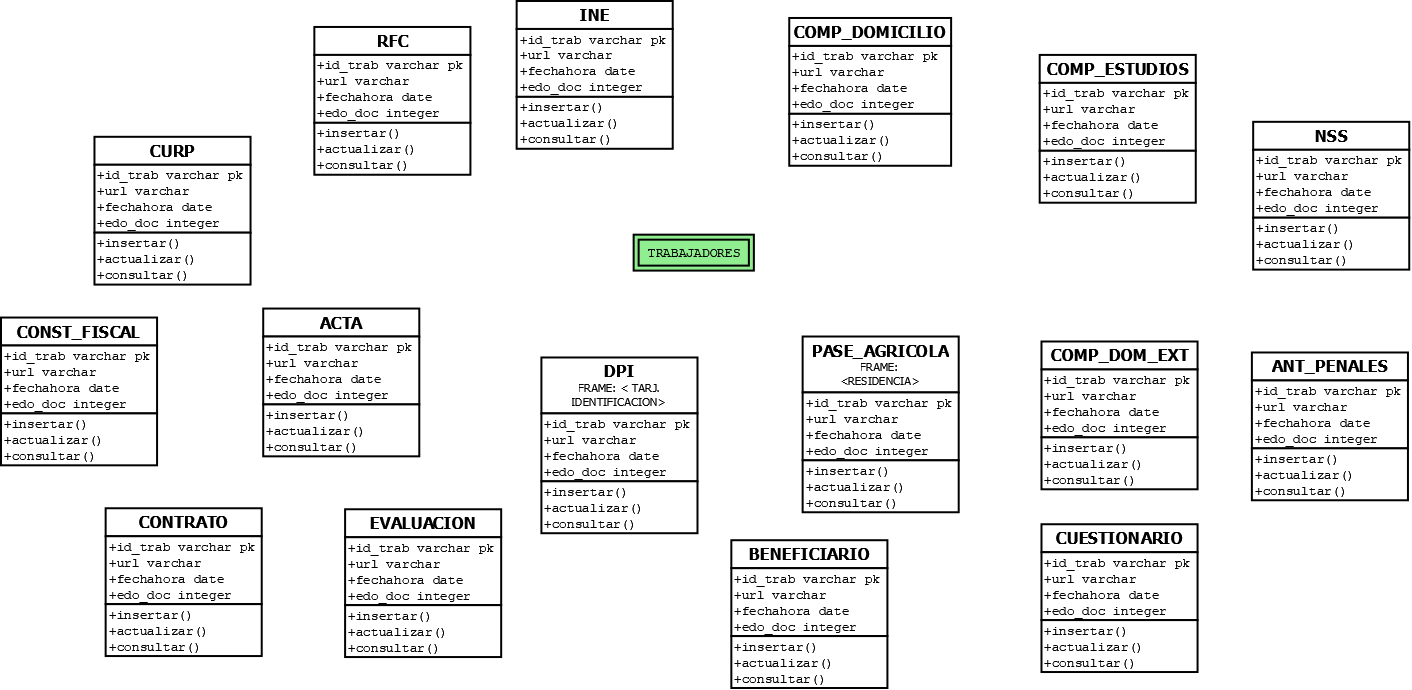 INE
+id_trab varchar pk
+url varchar
+fechahora date
+edo_doc integer
+insertar()
+actualizar()
+consultar()
RFC
+id_trab varchar pk
+url varchar
+fechahora date
+edo_doc integer
+insertar()
+actualizar()
+consultar()
COMP_DOMICILIO
+id_trab varchar pk
+url varchar
+fechahora date
+edo_doc integer
+insertar()
+actualizar()
+consultar()
COMP_ESTUDIOS
+id_trab varchar pk
+url varchar
+fechahora date
+edo_doc integer
+insertar()
+actualizar()
+consultar()
NSS
+id_trab varchar pk
+url varchar
+fechahora date
+edo_doc integer
+insertar()
+actualizar()
+consultar()
CURP
+id_trab varchar pk
+url varchar
+fechahora date
+edo_doc integer
+insertar()
+actualizar()
+consultar()
TRABAJADORES
CONST_FISCAL
+id_trab varchar pk
+url varchar
+fechahora date
+edo_doc integer
+insertar()
+actualizar()
+consultar()
ACTA
+id_trab varchar pk
+url varchar
+fechahora date
+edo_doc integer
+insertar()
+actualizar()
+consultar()
DPI
FRAME: < TARJ.
IDENTIFICACION>
+id_trab varchar pk
+url varchar
+fechahora date
+edo_doc integer
+insertar()
+actualizar()
+consultar()
PASE_AGRICOLA
FRAME:
<RESIDENCIA>
+id_trab varchar pk
+url varchar
+fechahora date
+edo_doc integer
+insertar()
+actualizar()
+consultar()
COMP_DOM_EXT
+id_trab varchar pk
+url varchar
+fechahora date
+edo_doc integer
+insertar()
+actualizar()
+consultar()
ANT_PENALES
+id_trab varchar pk
+url varchar
+fechahora date
+edo_doc integer
+insertar()
+actualizar()
+consultar()
CONTRATO
+id_trab varchar pk
+url varchar
+fechahora date
+edo_doc integer
+insertar()
+actualizar()
+consultar()
EVALUACION
+id_trab varchar pk
+url varchar
+fechahora date
+edo_doc integer
+insertar()
+actualizar()
+consultar()
BENEFICIARIO
+id_trab varchar pk
+url varchar
+fechahora date
+edo_doc integer
+insertar()
+actualizar()
+consultar()
CUESTIONARIO
+id_trab varchar pk
+url varchar
+fechahora date
+edo_doc integer
+insertar()
+actualizar()
+consultar()